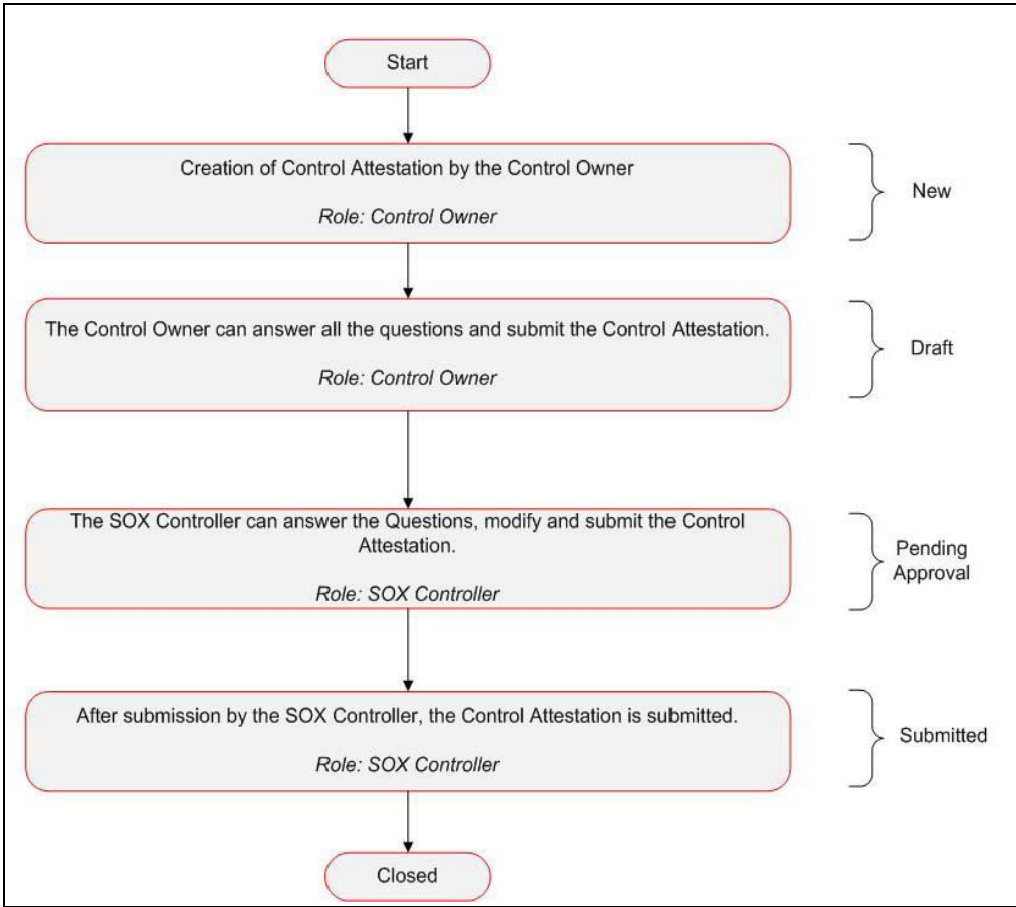 Start
Creation of Control Attestation by the Control Owner
Role: Control Owner
New
The Control Owner can answer all the questions and submit the Control Attestation.
Role: Control Owner
Draft
The SOX Controller can answer the Questions, modify and submit the Control
Attestation.
Role: SOX Controller
Pending
Approval
After submission by the SOX Controller, the Control Attestation is submitted.
Role: SOX Controller
Submitted
Closed